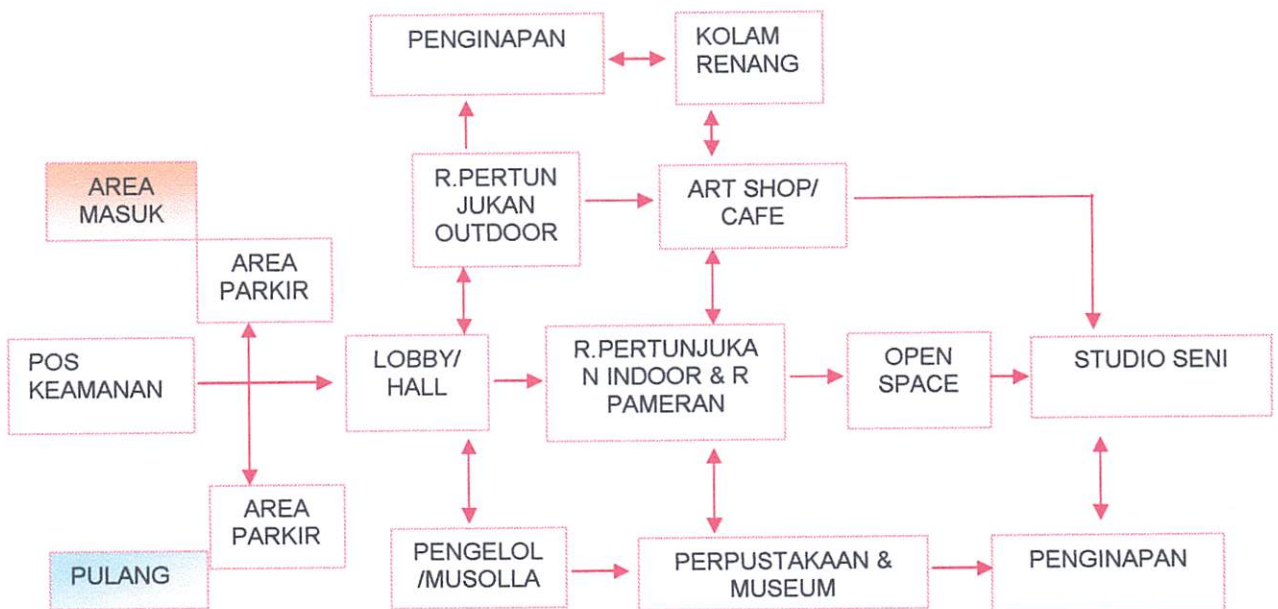 PENGINAPAN
KOLAM
RENANG
AREA
MASUK
R.PERTUN
JUKAN
OUTDOOR
ART SHOP/
CAFE
AREA
PARKIR
POS
KEAMANAN
LOBBY/
HALL
R.PERTUNJUKA
N INDOOR & R
PAMERAN
OPEN
SPACE
STUDIO SENI
AREA
PARKIR
PULANG
PENGELOL
/MUSOLLA
PERPUSTAKAAN &
MUSEUM
PENGINAPAN